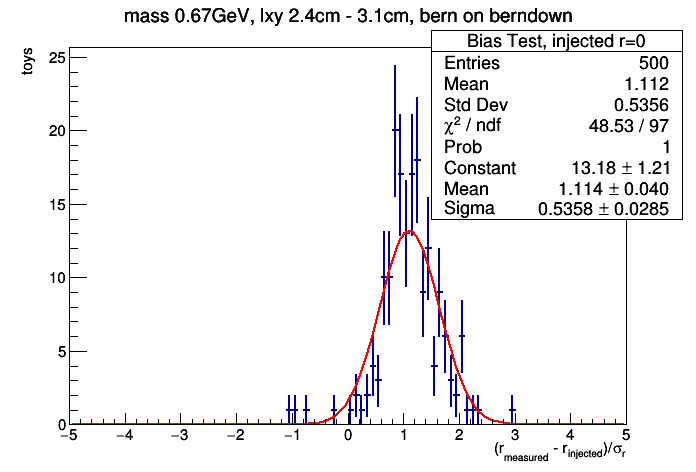 mass 0.67GeV, lxy 2.4cm - 3.1cm, bern on berndown
Bias Test, injected r=0
Entries 500
Mean 1.112
Std Dev 0.5356
χ² / ndf 48.53 / 97
Prob 1
Constant 13.18 ± 1.21
Mean 1.114 ± 0.040
Sigma 0.5358 ± 0.0285
toys
25
20
15
10
5
0
−5 −4 −3 −2 −1 0 1 2 3 4 5
(r_measured - r_injected)/σ_r